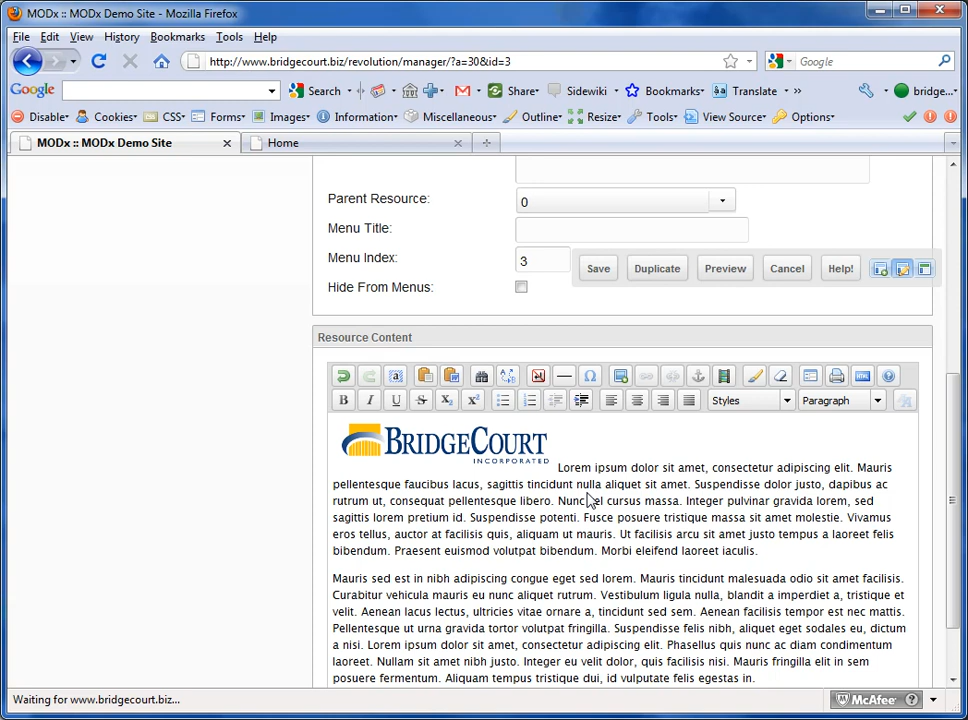 MODx :: MODx Demo Site - Mozilla Firefox
File Edit View History Bookmarks Tools Help
http://www.bridgecourt.biz/revolution/manager/?a=30&id=3 Google
Google Search Share Sidewiki Bookmarks Translate » bridge...
Disable Cookies CSS Forms Images Information Miscellaneous Outline Resize Tools View Source Options
MODx :: MODx Demo Site Home
Parent Resource: 0
Menu Title:
Menu Index: 3 Save Duplicate Preview Cancel Help!
Hide From Menus:
Resource Content
HTML
B I U S X2 X2 Styles Paragraph A
BRIDGECOURT
INCORPORATED Lorem ipsum dolor sit amet, consectetur adipiscing elit. Mauris
pellentesque faucibus lacus, sagittis tincidunt nulla aliquet sit amet. Suspendisse dolor justo, dapibus ac
rutrum ut, consequat pellentesque libero. Nunc vel cursus massa. Integer pulvinar gravida lorem, sed
sagittis lorem pretium id. Suspendisse potenti. Fusce posuere tristique massa sit amet molestie. Vivamus
eros tellus, auctor at facilisis quis, aliquam ut mauris. Ut facilisis arcu sit amet justo tempus a laoreet felis
bibendum. Praesent euismod volutpat bibendum. Morbi eleifend laoreet iaculis.
Mauris sed est in nibh adipiscing congue eget sed lorem. Mauris tincidunt malesuada odio sit amet facilisis.
Curabitur vehicula mauris eu nunc aliquet rutrum. Vestibulum ligula nulla, blandit a imperdiet a, tristique et
velit. Aenean lacus lectus, ultricies vitae ornare a, tincidunt sed sem. Aenean facilisis tempor est nec mattis.
Pellentesque ut urna gravida tortor volutpat fringilla. Suspendisse felis nibh, aliquet eget sodales eu, dictum
a nisi. Lorem ipsum dolor sit amet, consectetur adipiscing elit. Phasellus quis nunc ac diam condimentum
laoreet. Nullam sit amet nibh justo. Integer eu velit dolor, quis facilisis nisi. Mauris fringilla elit in sem
posuere fermentum. Aliquam tempus tristique dui, id vulputate felis egestas in.
Waiting for www.bridgecourt.biz... McAfee